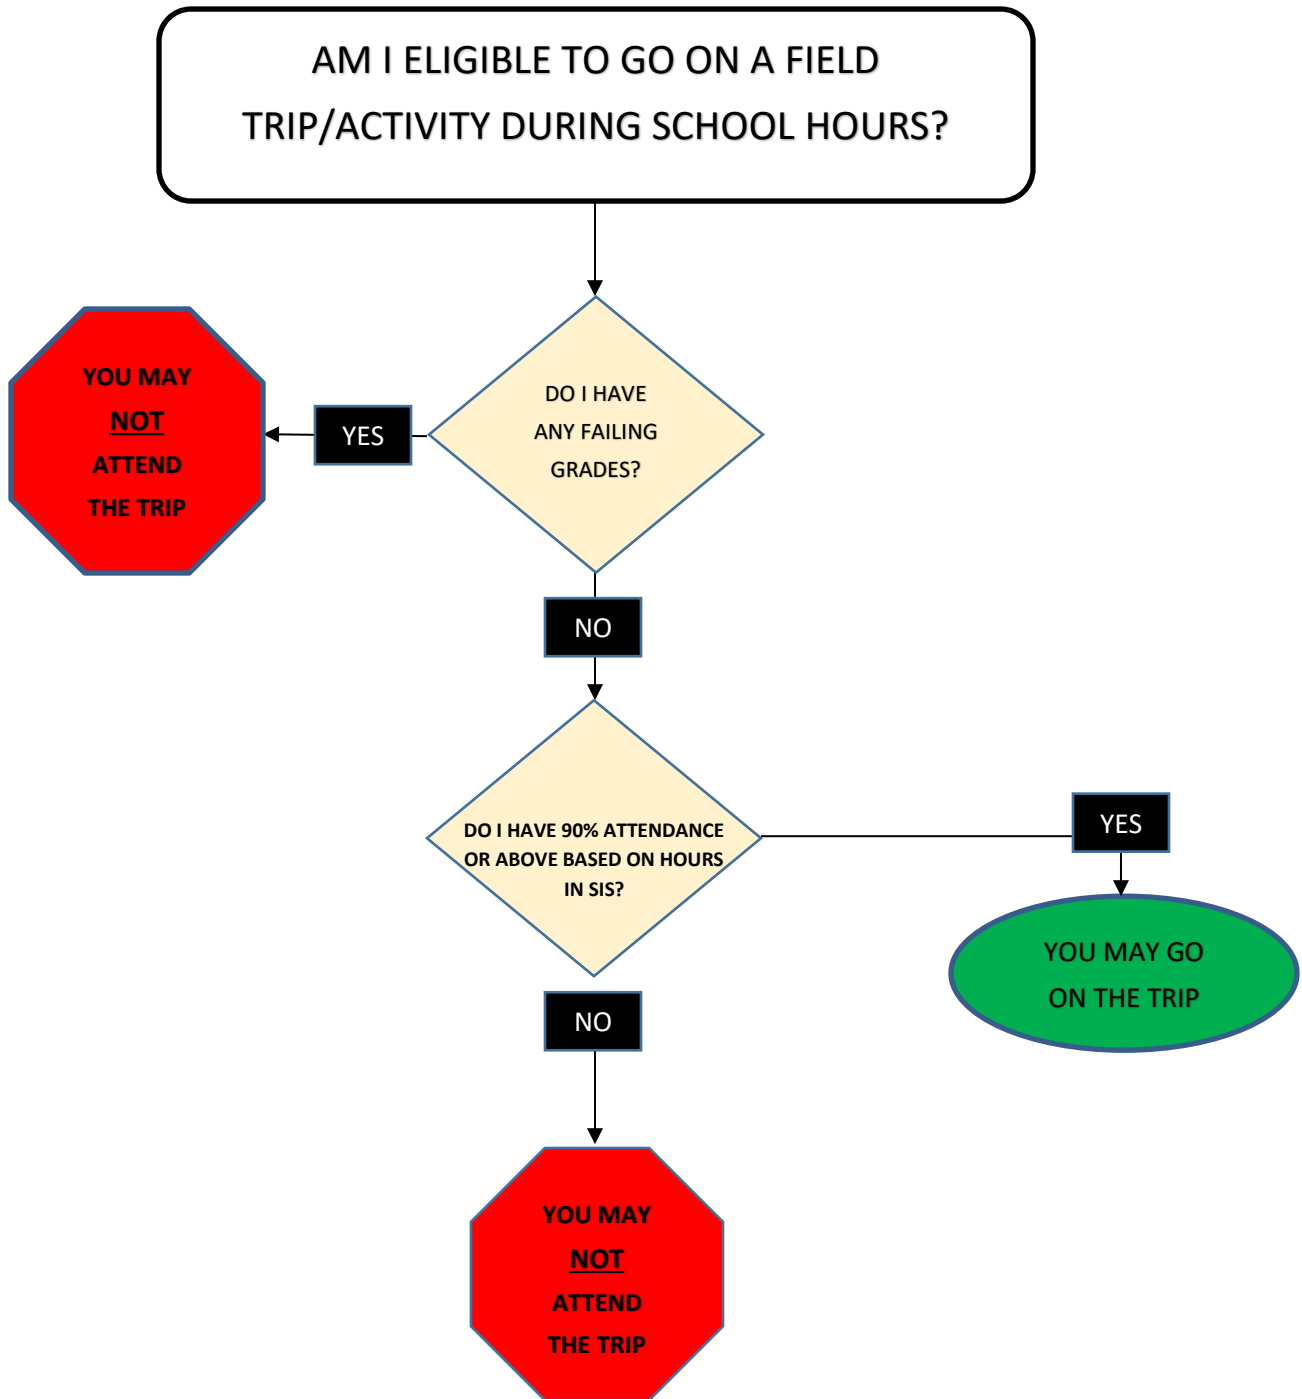 AM I ELIGIBLE TO GO ON A FIELD
TRIP/ACTIVITY DURING SCHOOL HOURS?
YOU MAY
NOT
ATTEND
THE TRIP
YES
DO I HAVE
ANY FAILING
GRADES?
NO
DO I HAVE 90% ATTENDANCE
OR ABOVE BASED ON HOURS
IN SIS?
YES
YOU MAY GO
ON THE TRIP
NO
YOU MAY
NOT
ATTEND
THE TRIP